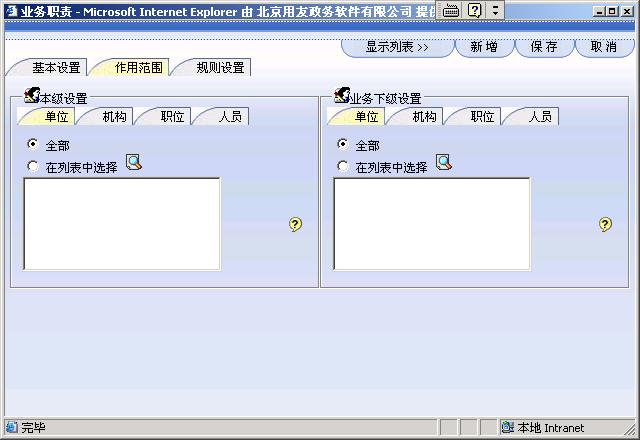 业务职责 - Microsoft Internet Explorer 由 北京用友政务软件有限公司 提供
显示列表 >> 新 增 保 存 取 消
基本设置 作用范围 规则设置
本级设置 业务下级设置
单位 机构 职位 人员 单位 机构 职位 人员
全部 全部
在列表中选择 在列表中选择
? ?
完毕 本地 Intranet